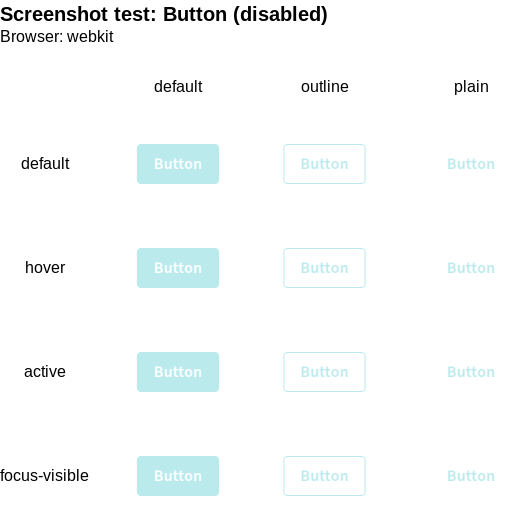 Screenshot test: Button (disabled)
Browser: webkit
default outline plain
default Button Button Button
hover Button Button Button
active Button Button Button
focus-visible Button Button Button